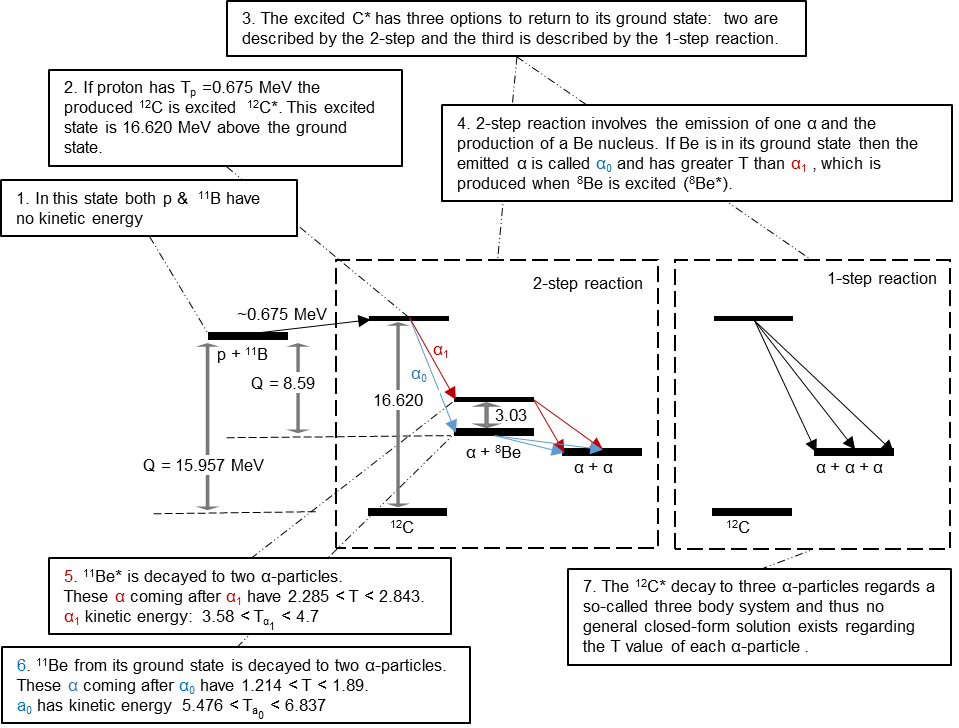 3. The excited C* has three options to return to its ground state: two are
described by the 2-step and the third is described by the 1-step reaction.
2. If proton has Tp =0.675 MeV the
produced ¹²C is excited ¹²C*. This excited
state is 16.620 MeV above the ground
state.
4. 2-step reaction involves the emission of one α and the
production of a Be nucleus. If Be is in its ground state then the
emitted α is called α₀ and has greater T than α₁ , which is
produced when ⁸Be is excited (⁸Be*).
1. In this state both p & ¹¹B have
no kinetic energy
2-step reaction
1-step reaction
~0.675 MeV
p + ¹¹B
α₁
α₀
Q = 8.59
16.620
3.03
α + ⁸Be
α + α
α + α + α
Q = 15.957 MeV
¹²C
¹²C
5. ¹¹Be* is decayed to two α-particles.
These α coming after α₁ have 2.285 < T < 2.843.
α₁ kinetic energy: 3.58 < Tα₁ < 4.7
7. The ¹²C* decay to three α-particles regards a
so-called three body system and thus no
general closed-form solution exists regarding
the T value of each α-particle .
6. ¹¹Be from its ground state is decayed to two α-particles.
These α coming after α₀ have 1.214 < T < 1.89.
a₀ has kinetic energy 5.476 < Ta₀ < 6.837